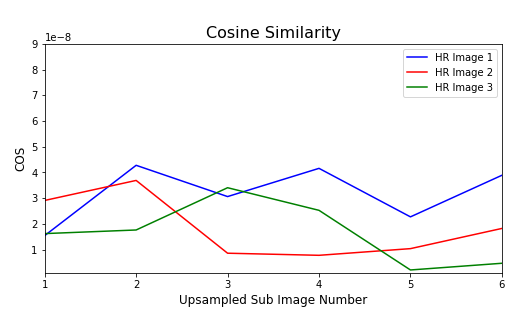 Cosine Similarity
1e−8
HR Image 1
HR Image 2
HR Image 3
9
8
7
6
5
4
3
2
1
COS
1 2 3 4 5 6
Upsampled Sub Image Number